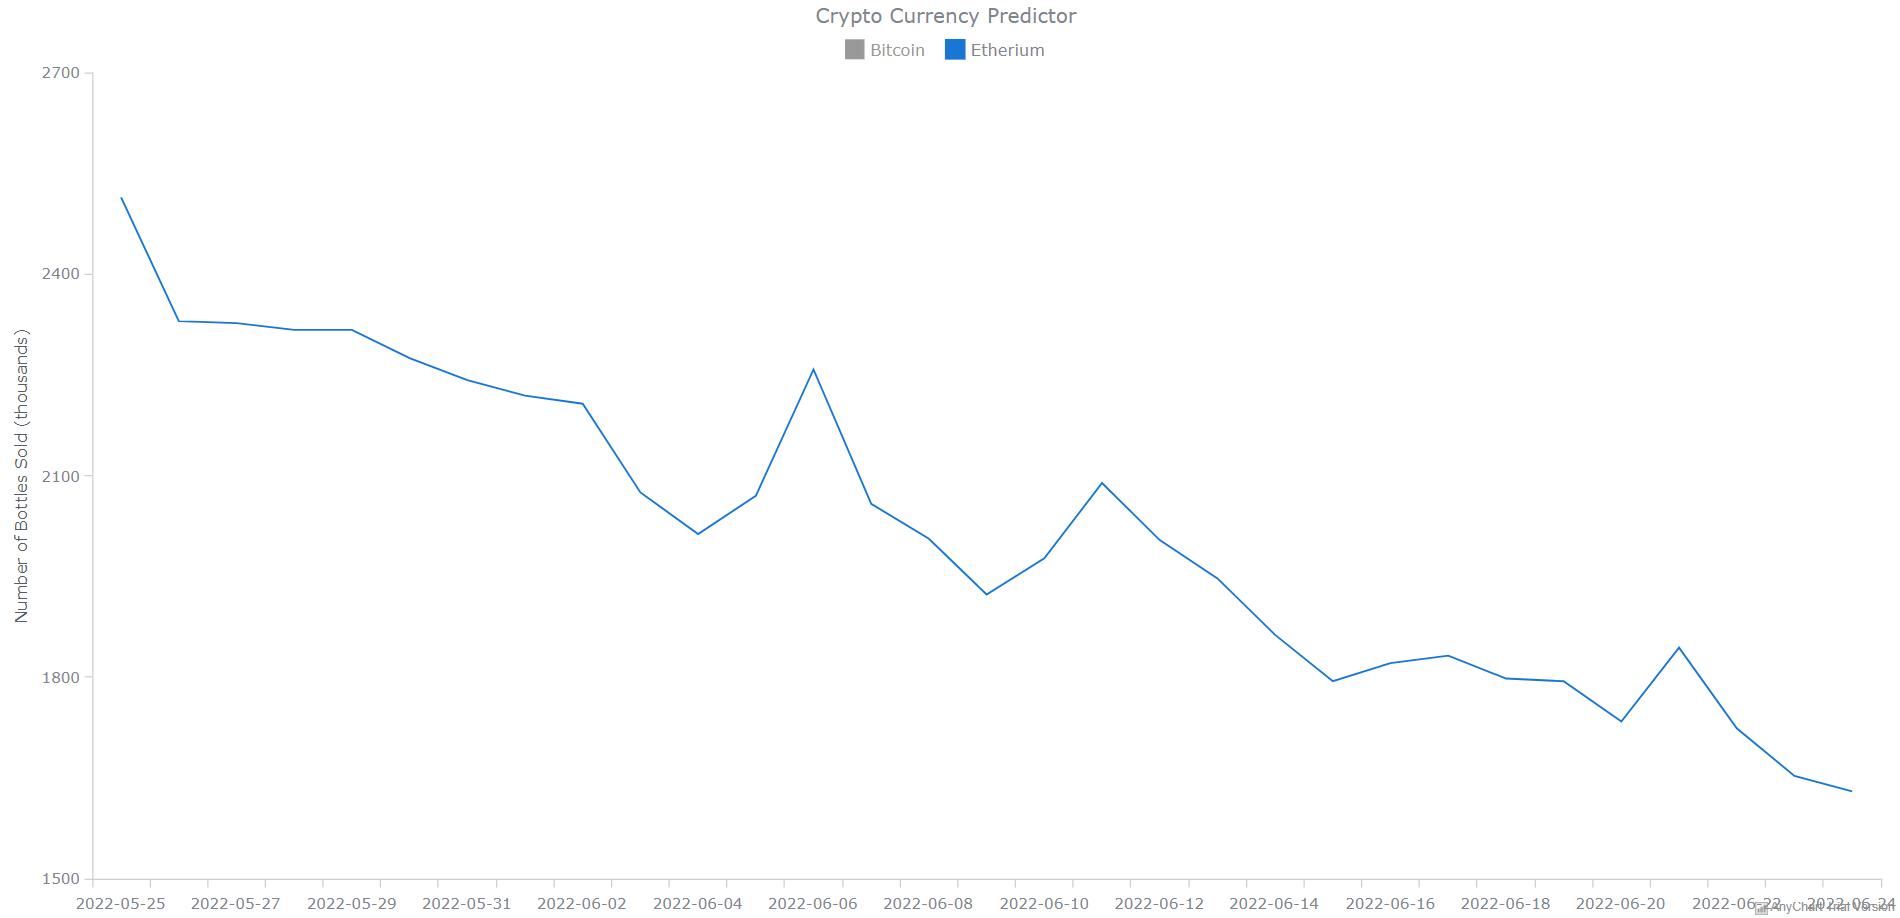 Crypto Currency Predictor
Bitcoin Etherium
2700
2400
2100
1800
1500
Number of Bottles Sold (thousands)
2022-05-25 2022-05-27 2022-05-29 2022-05-31 2022-06-02 2022-06-04 2022-06-06 2022-06-08 2022-06-10 2022-06-12 2022-06-14 2022-06-16 2022-06-18 2022-06-20 2022-06-22 2022-06-24
AnyChart Trial Version